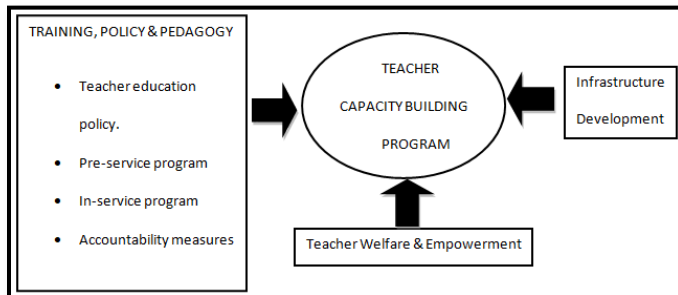 TRAINING, POLICY & PEDAGOGY
• Teacher education
policy.
• Pre-service program
• In-service program
• Accountability measures
TEACHER
CAPACITY BUILDING
PROGRAM
Infrastructure
Development
Teacher Welfare & Empowerment